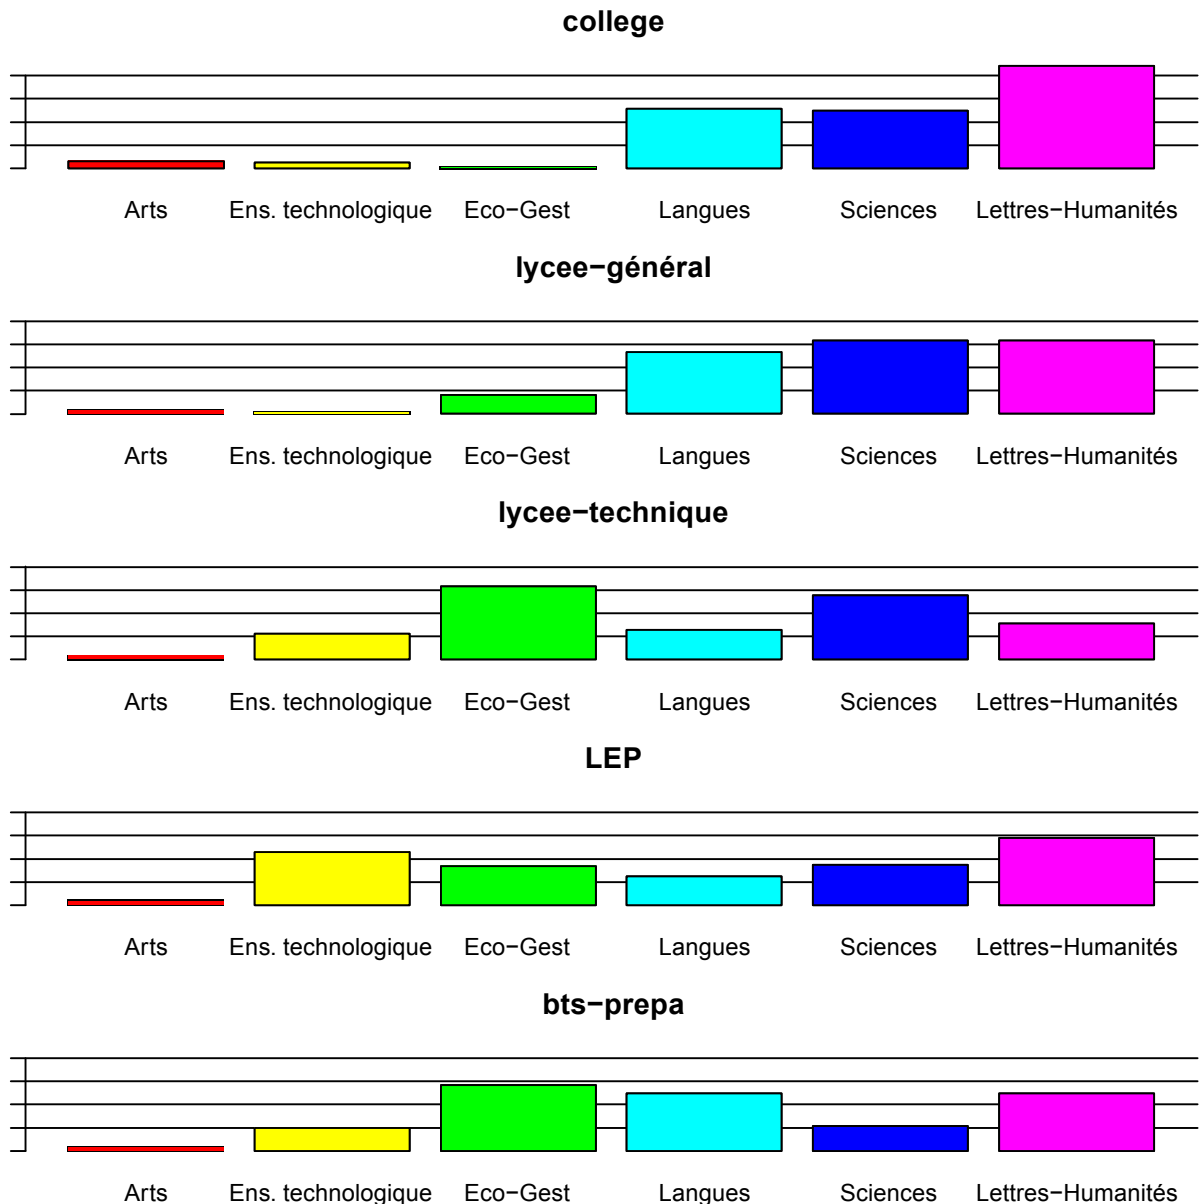 college
Arts Ens. technologique Eco−Gest Langues Sciences Lettres−Humanités
lycee−général
Arts Ens. technologique Eco−Gest Langues Sciences Lettres−Humanités
lycee−technique
Arts Ens. technologique Eco−Gest Langues Sciences Lettres−Humanités
LEP
Arts Ens. technologique Eco−Gest Langues Sciences Lettres−Humanités
bts−prepa
Arts Ens. technologique Eco−Gest Langues Sciences Lettres−Humanités